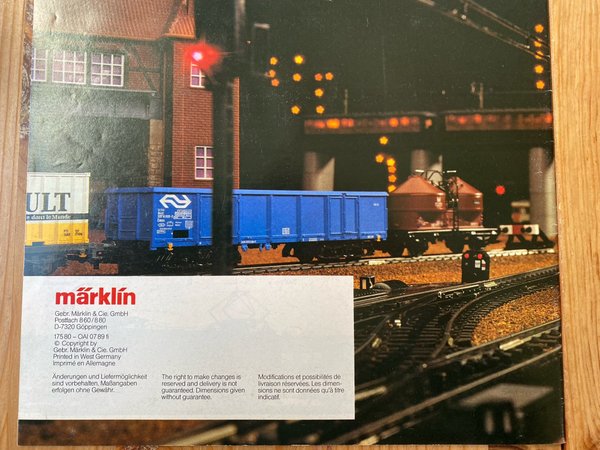 ULT
dans le Monde
märklin
Gebr. Märklin & Cie. GmbH
Postfach 860/880
D-7320 Göppingen
175 80 – OAI 07 89 fi
© Copyright by
Gebr. Märklin & Cie. GmbH
Printed in West Germany
Imprimé en Allemagne
Änderungen und Liefermöglichkeit
sind vorbehalten. Maßangaben
erfolgen ohne Gewähr.
The right to make changes is
reserved and delivery is not
guaranteed. Dimensions given
without guarantee.
Modifications et possibilités de
livraison réservées. Les dimen-
sions ne sont données qu'à titre
indicatif.